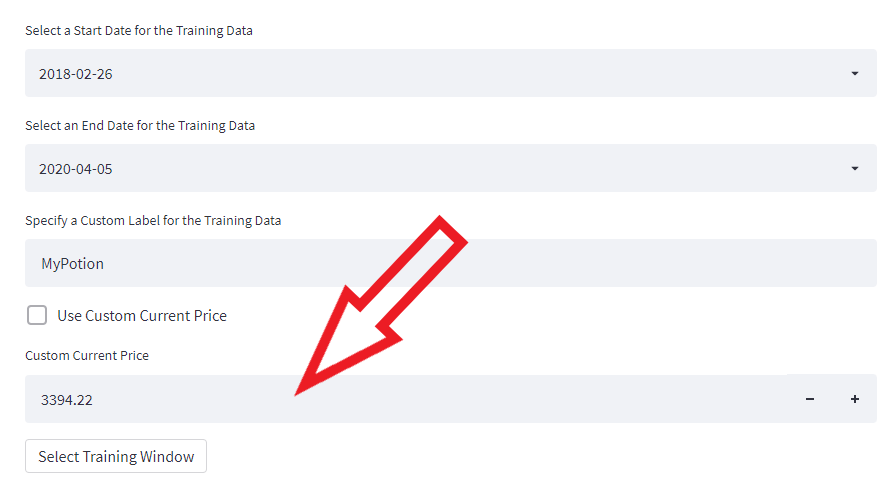 Select a Start Date for the Training Data
2018-02-26
Select an End Date for the Training Data
2020-04-05
Specify a Custom Label for the Training Data
MyPotion
Use Custom Current Price
Custom Current Price
3394.22
Select Training Window